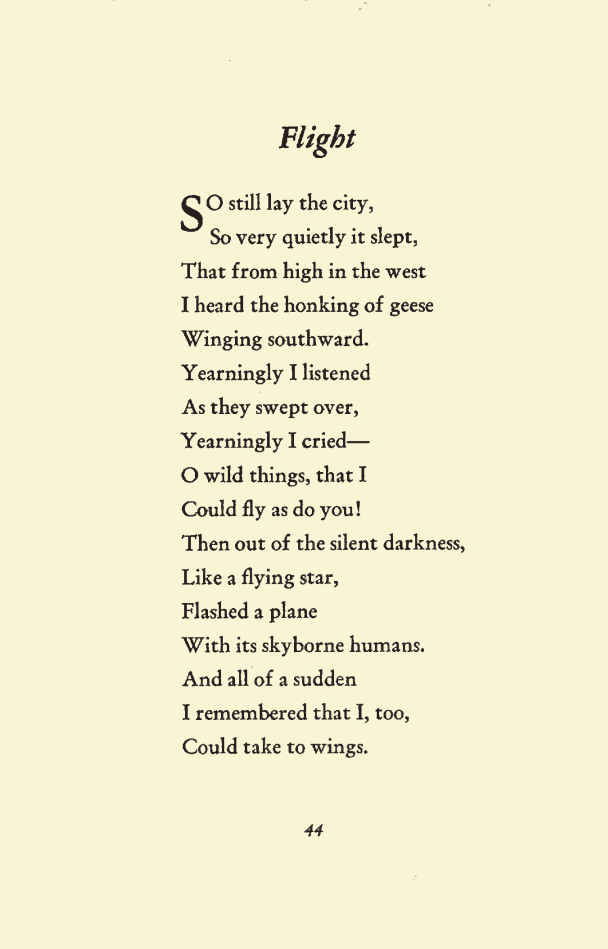 Flight
SO still lay the city,
So very quietly it slept,
That from high in the west
I heard the honking of geese
Winging southward.
Yearningly I listened
As they swept over,
Yearningly I cried—
O wild things, that I
Could fly as do you!
Then out of the silent darkness,
Like a flying star,
Flashed a plane
With its skyborne humans.
And all of a sudden
I remembered that I, too,
Could take to wings.
44